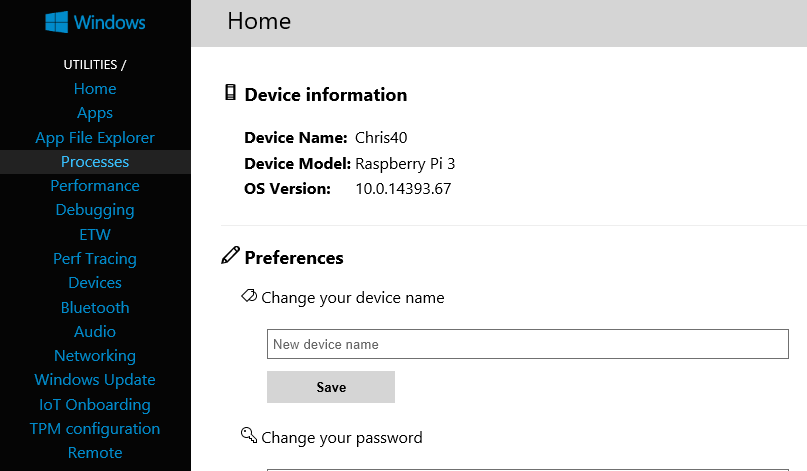 Windows
UTILITIES /
Home
Apps
App File Explorer
Processes
Performance
Debugging
ETW
Perf Tracing
Devices
Bluetooth
Audio
Networking
Windows Update
IoT Onboarding
TPM configuration
Remote
Home
Device information
Device Name: Chris40
Device Model: Raspberry Pi 3
OS Version: 10.0.14393.67
Preferences
Change your device name
New device name
Save
Change your password